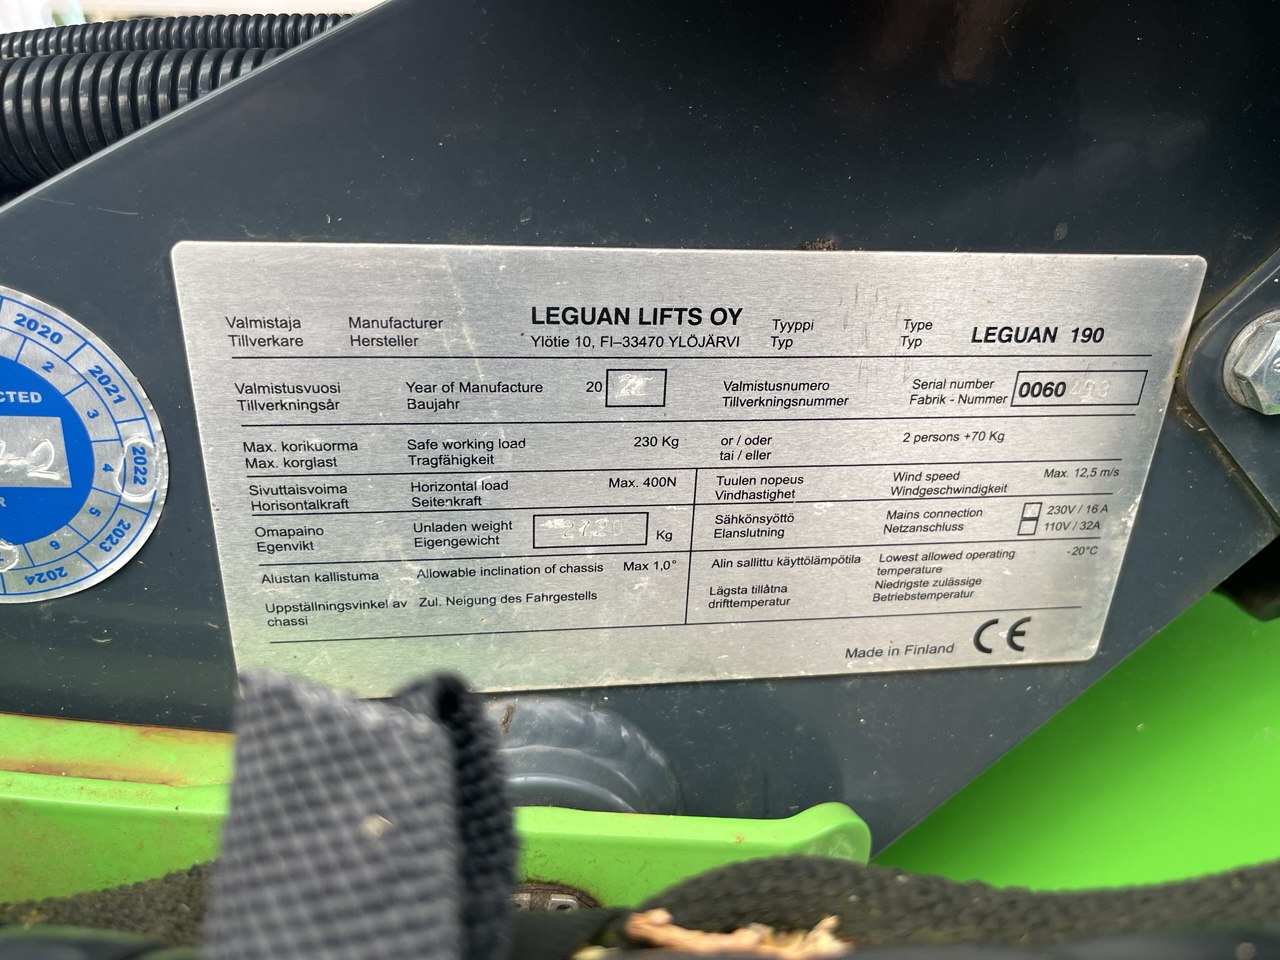 Valmistaja Manufacturer LEGUAN LIFTS OY Tyyppi Type LEGUAN 190
Tillverkare Hersteller Ylötie 10, FI–33470 YLÖJÄRVI Typ Typ
Valmistusvuosi Year of Manufacture 20 22 Valmistusnumero Serial number 0060
Tillverkningsår Baujahr Tillverkningsnummer Fabrik - Nummer
Max. korikuorma Safe working load 230 Kg or / oder 2 persons +70 Kg
Max. korglast Tragfähigkeit tai / eller
Sivuttaisvoima Horizontal load Max. 400N Tuulen nopeus Wind speed Max. 12,5 m/s
Horisontalkraft Seitenkraft Vindhastighet Windgeschwindigkeit
Omapaino Unladen weight 2720 Kg Sähkönsyöttö Mains connection 230V / 16A
Egenvikt Eigengewicht Elanslutning Netzanschluss 110V / 32A
Alustan kallistuma Allowable inclination of chassis Max 1,0° Alin sallittu käyttölämpötila Lowest allowed operating temperature -20°C
Uppställningsvinkel av chassi Zul. Neigung des Fahrgestells Lägsta tillåtna drifttemperatur Niedrigste zulässige Betriebstemperatur
Made in Finland CE
CTED
2020
2021
2022
2023
2024
2
3
4
5
6